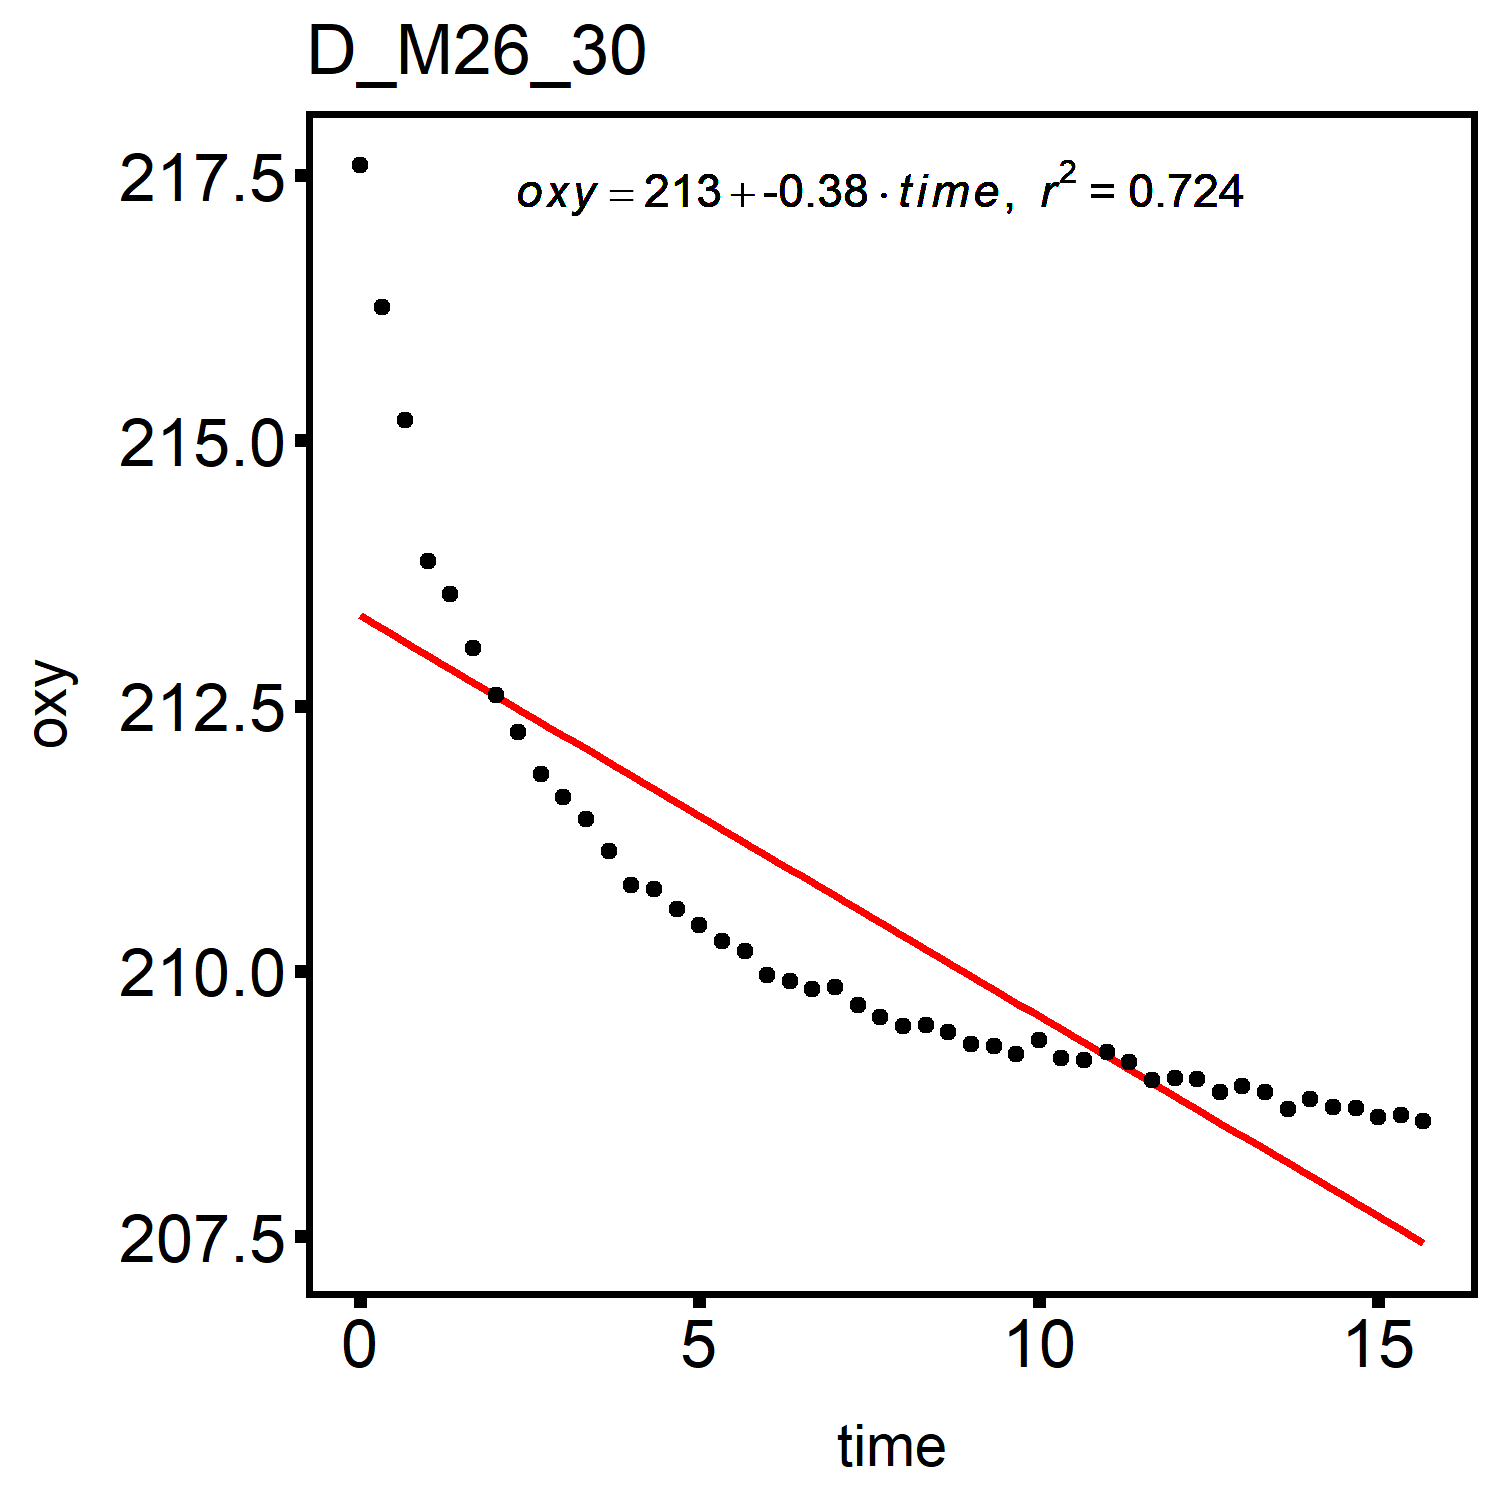 D_M26_30
217.5
oxy = 213 + -0.38 · time, r² = 0.724
215.0
212.5
oxy
210.0
207.5
0 5 10 15
time